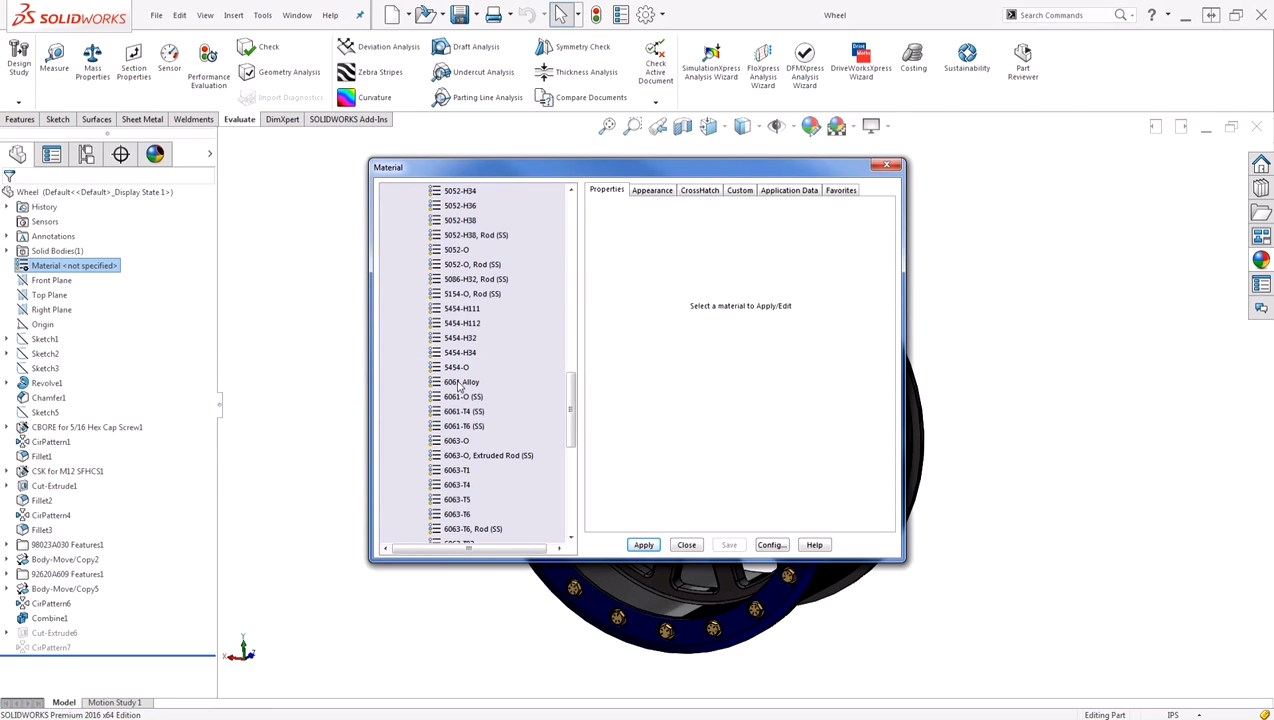 SOLIDWORKS
File Edit View Insert Tools Window Help
Wheel
Search Commands
Design Study
Measure
Mass Properties
Section Properties
Sensor
Performance Evaluation
Check
Geometry Analysis
Import Diagnostics
Deviation Analysis
Zebra Stripes
Curvature
Draft Analysis
Undercut Analysis
Parting Line Analysis
Symmetry Check
Thickness Analysis
Compare Documents
Check Active Document
SimulationXpress Analysis Wizard
FloXpress Analysis Wizard
DFMXpress Analysis Wizard
DriveWorksXpress Wizard
Costing
Sustainability
Part Reviewer
Features Sketch Surfaces Sheet Metal Weldments Evaluate DimXpert SOLIDWORKS Add-Ins
Wheel (Default<<Default>_Display State 1>)
History
Sensors
Annotations
Solid Bodies(1)
Material <not specified>
Front Plane
Top Plane
Right Plane
Origin
Sketch1
Sketch2
Sketch3
Revolve1
Chamfer1
Sketch5
CBORE for 5/16 Hex Cap Screw1
CirPattern1
Fillet1
CSK for M12 SFHCS1
Cut-Extrude1
Fillet2
CirPattern4
Fillet3
98023A030 Features1
Body-Move/Copy2
92620A609 Features1
Body-Move/Copy5
CirPattern6
Combine1
Cut-Extrude6
CirPattern7
Material
5052-H34
5052-H36
5052-H38
5052-H38, Rod (SS)
5052-O
5052-O, Rod (SS)
5086-H32, Rod (SS)
5154-O, Rod (SS)
5454-H111
5454-H112
5454-H32
5454-H34
5454-O
6061 Alloy
6061-O (SS)
6061-T4 (SS)
6061-T6 (SS)
6063-O
6063-O, Extruded Rod (SS)
6063-T1
6063-T4
6063-T5
6063-T6
6063-T6, Rod (SS)
Properties Appearance CrossHatch Custom Application Data Favorites
Select a material to Apply/Edit
Apply Close Save Config... Help
Y
X
Z
Model Motion Study 1
SOLIDWORKS Premium 2016 x64 Edition
Editing Part
IPS